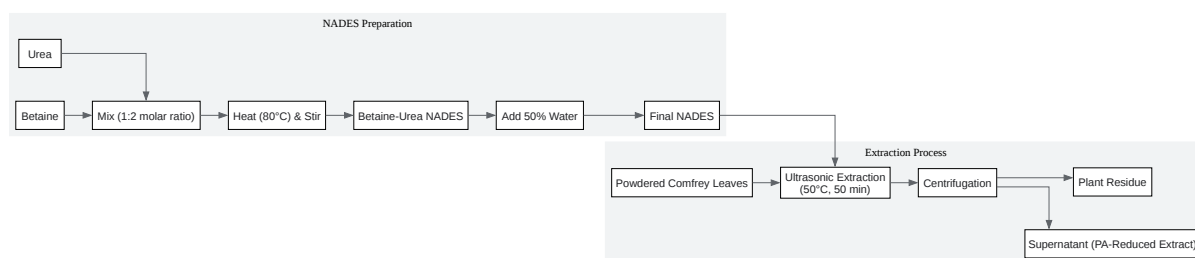 NADES Preparation
Urea
Betaine
Mix (1:2 molar ratio)
Heat (80°C) & Stir
Betaine-Urea NADES
Add 50% Water
Final NADES
Extraction Process
Powdered Comfrey Leaves
Ultrasonic Extraction
(50°C, 50 min)
Centrifugation
Plant Residue
Supernatant (PA-Reduced Extract)